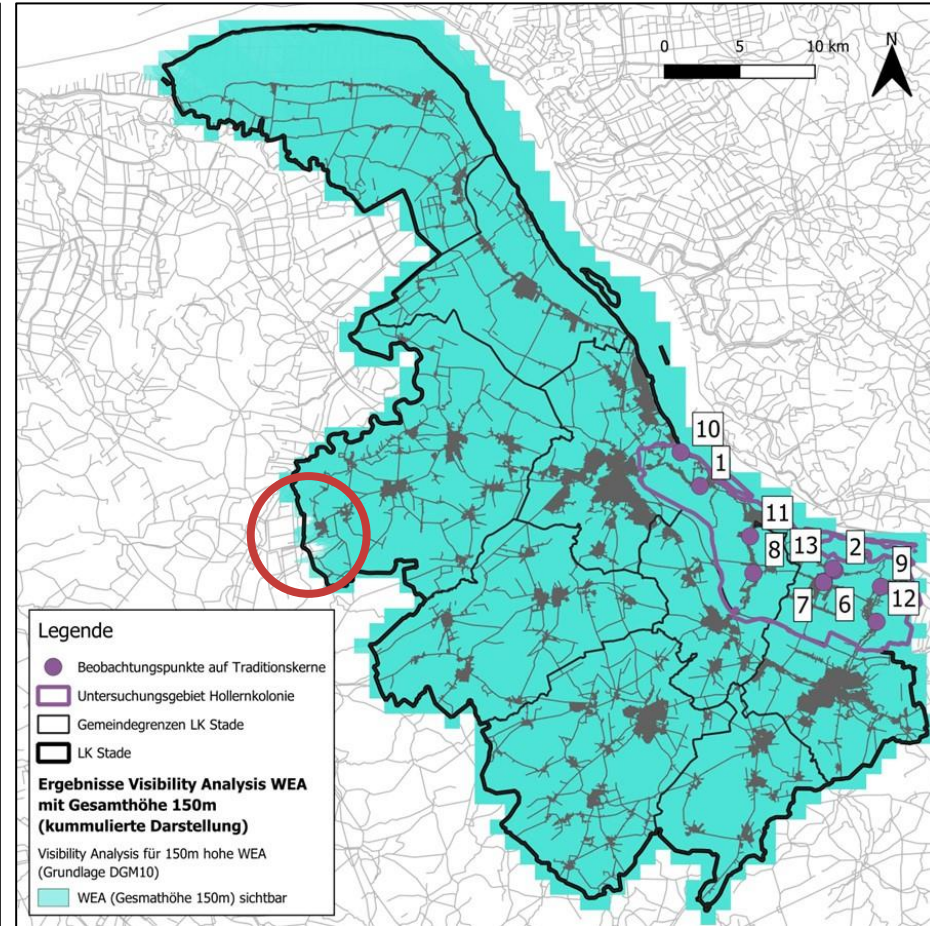 0 5 10 km
N
10
1
11
8 13 2 9
7 6 12
Legende
Beobachtungspunkte auf Traditionskerne
Untersuchungsgebiet Hollernkolonie
Gemeindegrenzen LK Stade
LK Stade
Ergebnisse Visibility Analysis WEA
mit Gesamthöhe 150m
(kummulierte Darstellung)
Visibility Analysis für 150m hohe WEA
(Grundlage DGM10)
WEA (Gesmathöhe 150m) sichtbar